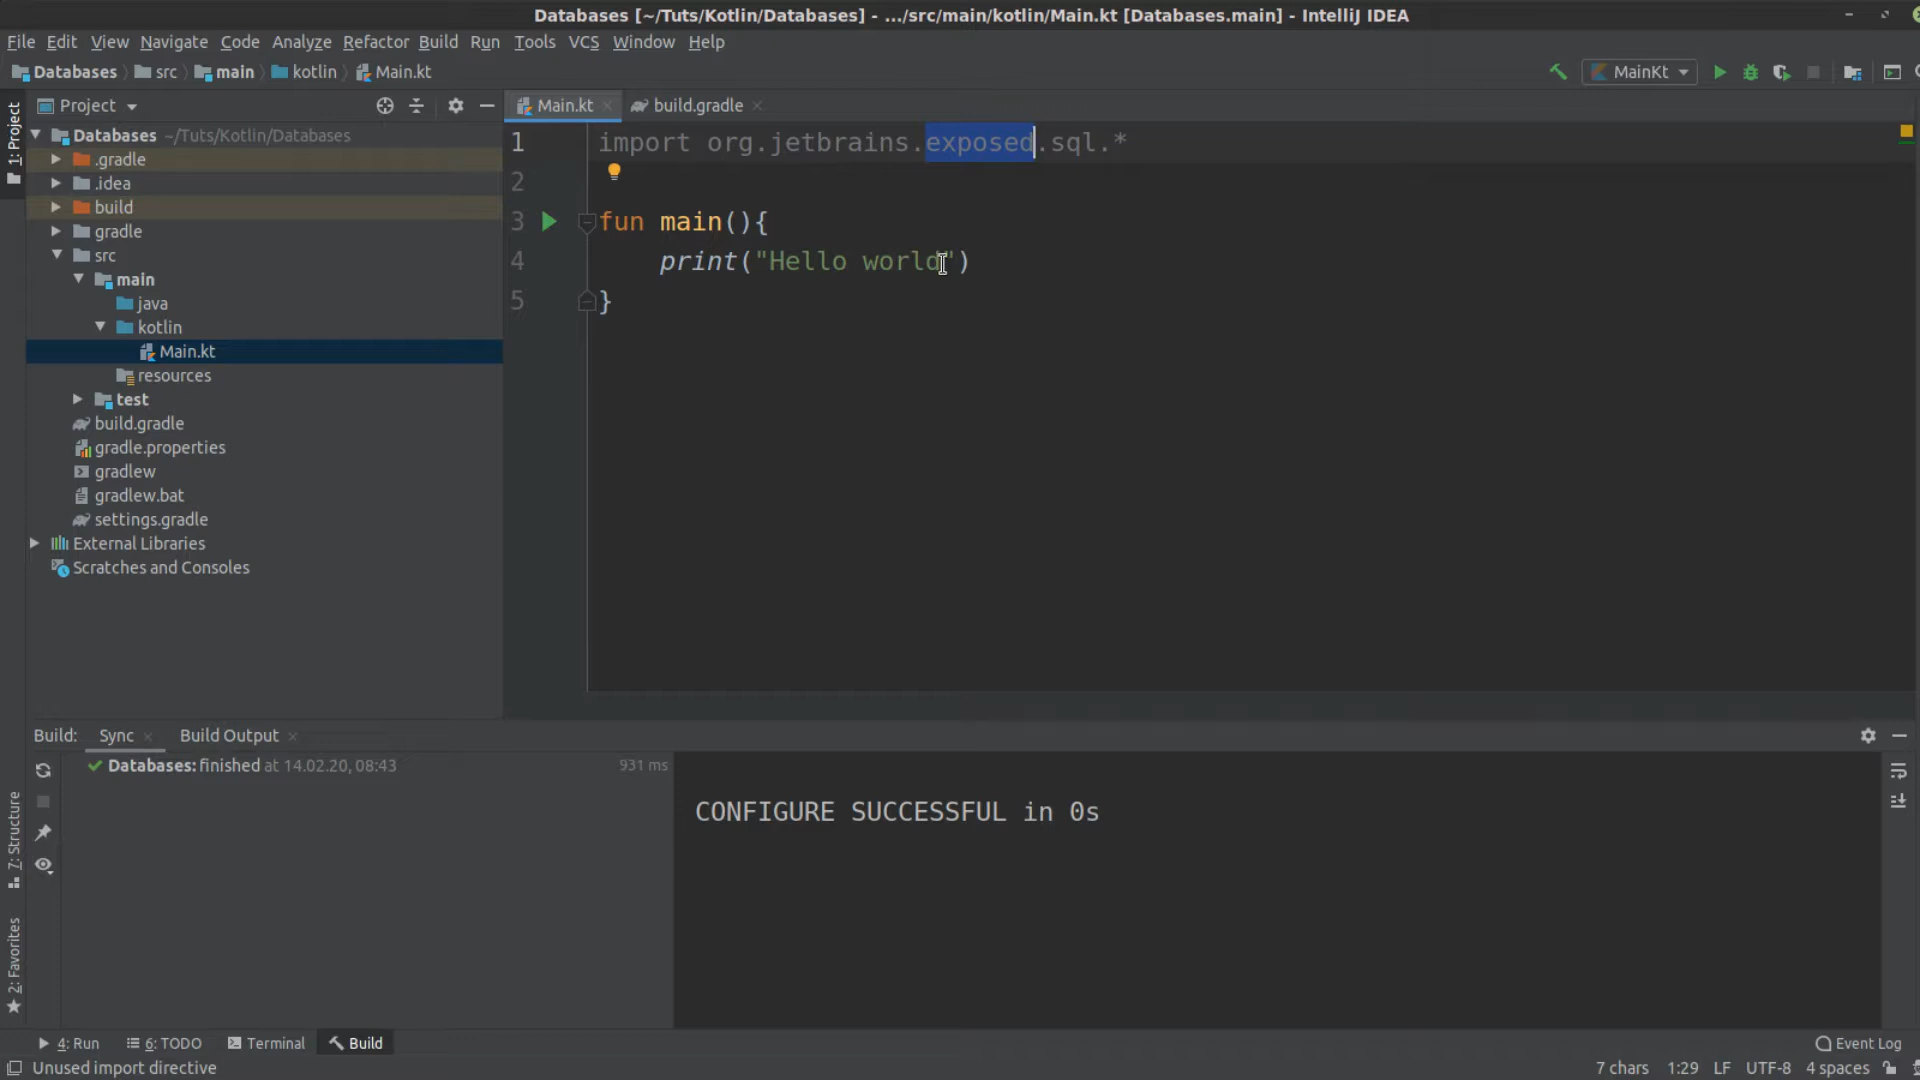 Databases [~/Tuts/Kotlin/Databases] - .../src/main/kotlin/Main.kt [Databases.main] - IntelliJ IDEA
File Edit View Navigate Code Analyze Refactor Build Run Tools VCS Window Help
Databases src main kotlin Main.kt MainKt
1: Project
Project
Databases ~/Tuts/Kotlin/Databases
.gradle
.idea
build
gradle
src
main
java
kotlin
Main.kt
resources
test
build.gradle
gradle.properties
gradlew
gradlew.bat
settings.gradle
External Libraries
Scratches and Consoles
Main.kt build.gradle
1 import org.jetbrains.exposed.sql.*
2
3 fun main(){
4 print("Hello world")
5 }
Build: Sync Build Output
Databases: finished at 14.02.20, 08:43 931 ms
CONFIGURE SUCCESSFUL in 0s
7: Structure
2: Favorites
4: Run 6: TODO Terminal Build Event Log
Unused import directive 7 chars 1:29 LF UTF-8 4 spaces